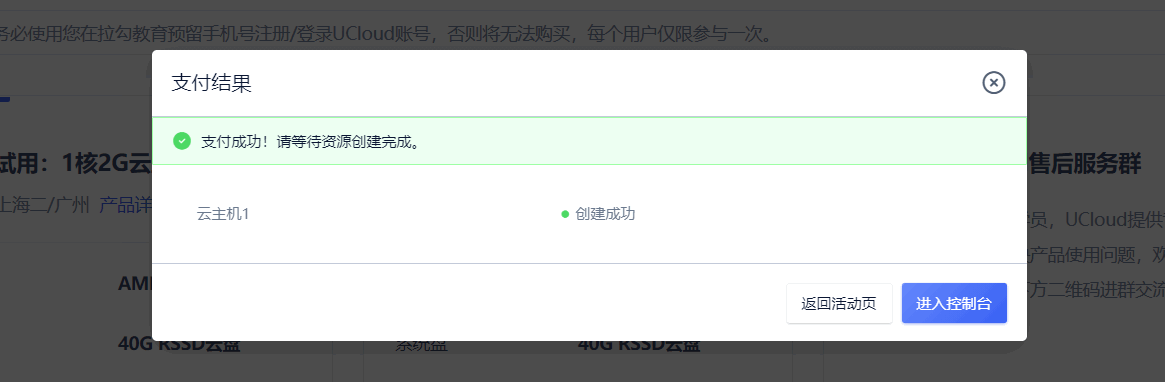 务必使用您在拉勾教育预留手机号注册/登录UCloud账号，否则将无法购买，每个用户仅限参与一次。
支付结果
支付成功！请等待资源创建完成。
试用：1核2G云
售后服务群
上海二/广州 产品详
云主机1
创建成功
学员，UCloud提供
产品使用问题，欢
AMD
返回活动页
进入控制台
方二维码进群交流
40G RSSD云盘
系统盘
40G RSSD云盘